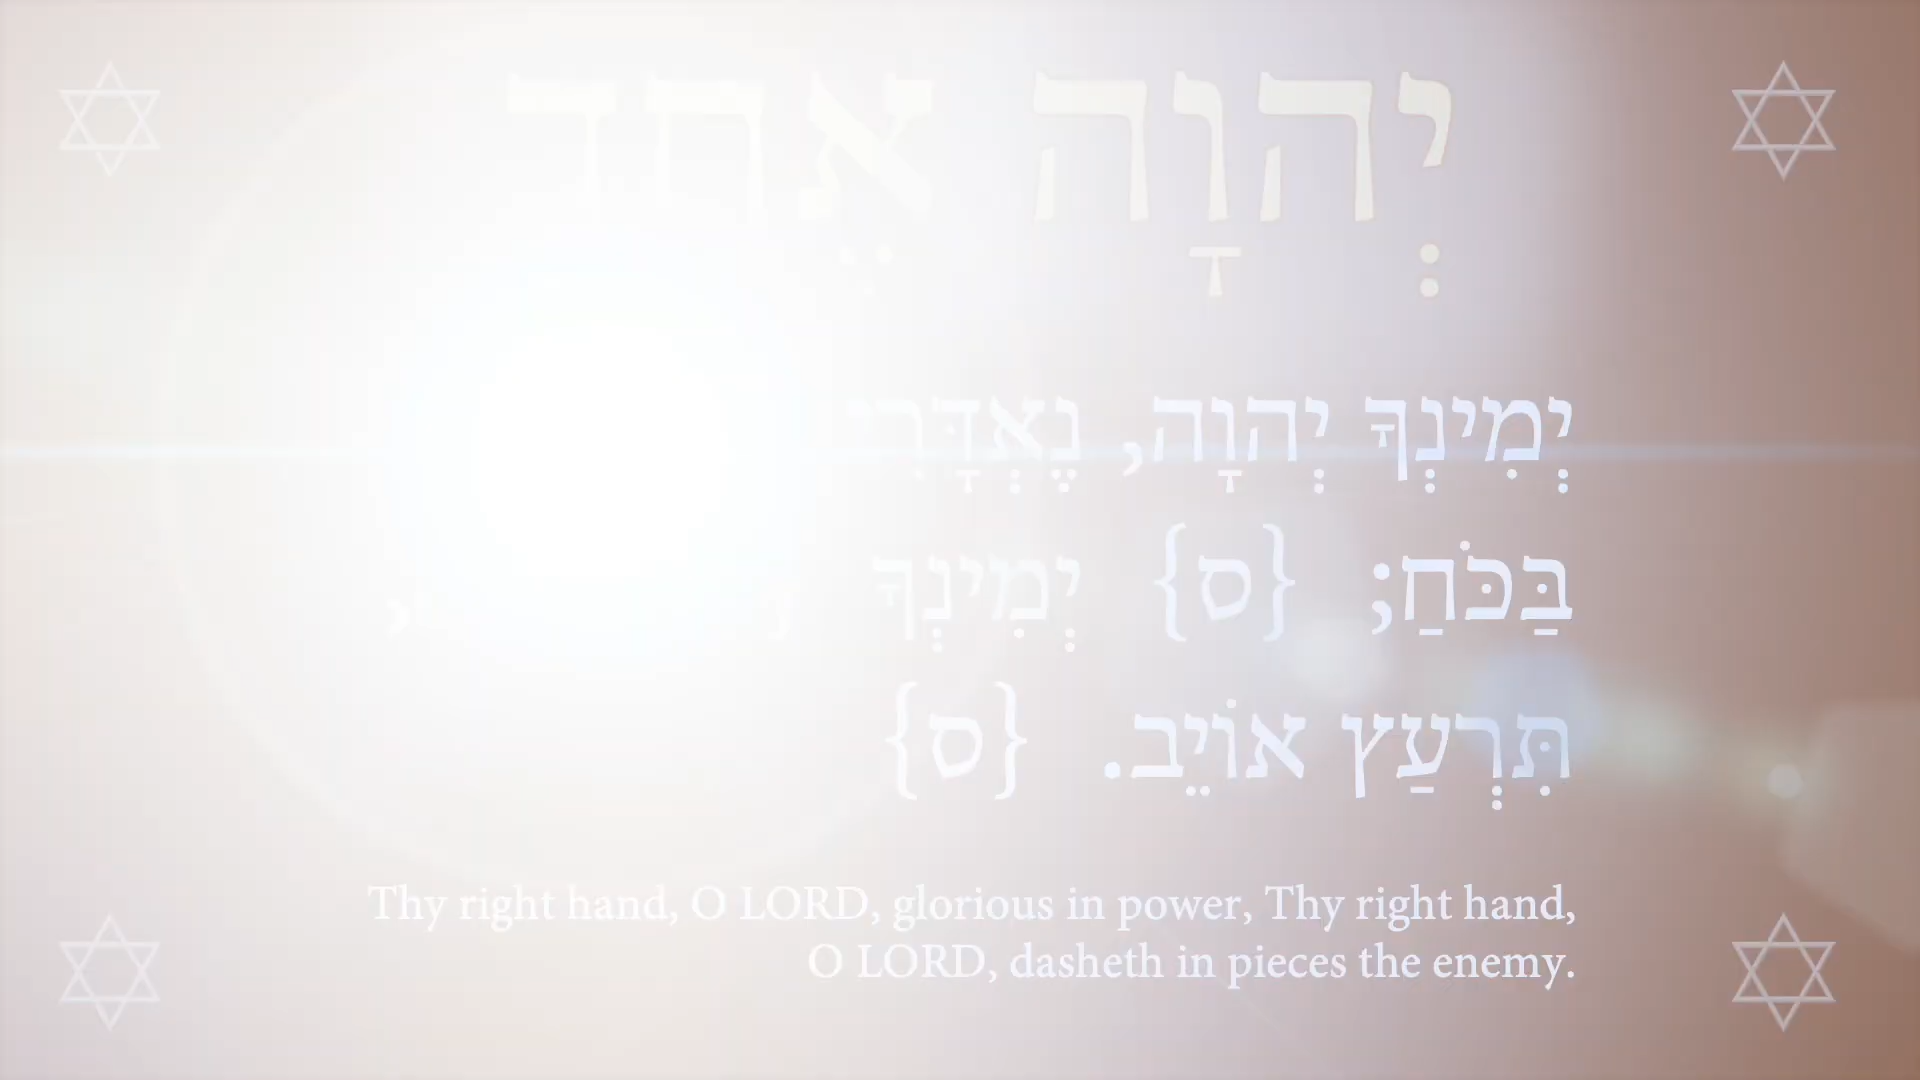 יְהוָה אֶחד
יְמִינְךָ יְהוָה, נֶאְדָּרִי
בַּכֹּחַ; {ס} יְמִינְךָ ,
תִּרְעַץ אוֹיֵב. {ס}
Thy right hand, O LORD, glorious in power, Thy right hand,
O LORD, dasheth in pieces the enemy.